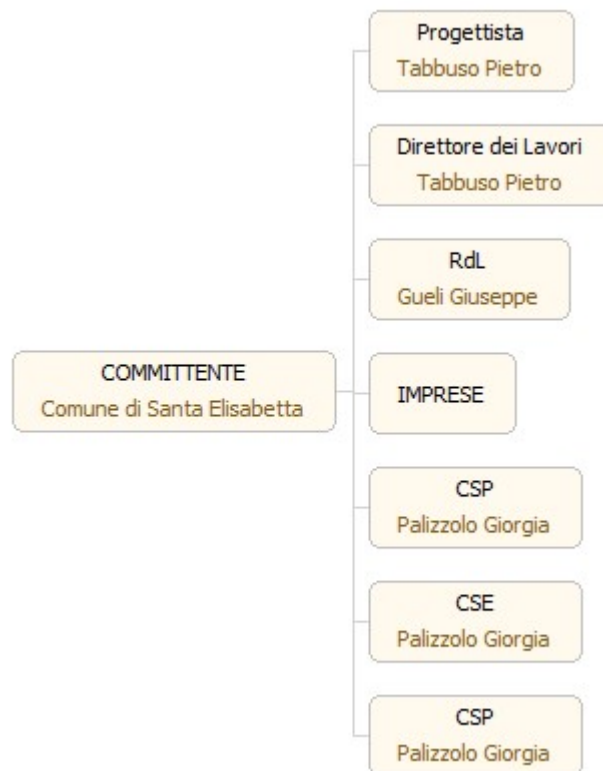 Progettista
Tabbuso Pietro
Direttore dei Lavori
Tabbuso Pietro
RdL
Gueli Giuseppe
COMMITTENTE
Comune di Santa Elisabetta
IMPRESE
CSP
Palizzolo Giorgia
CSE
Palizzolo Giorgia
CSP
Palizzolo Giorgia